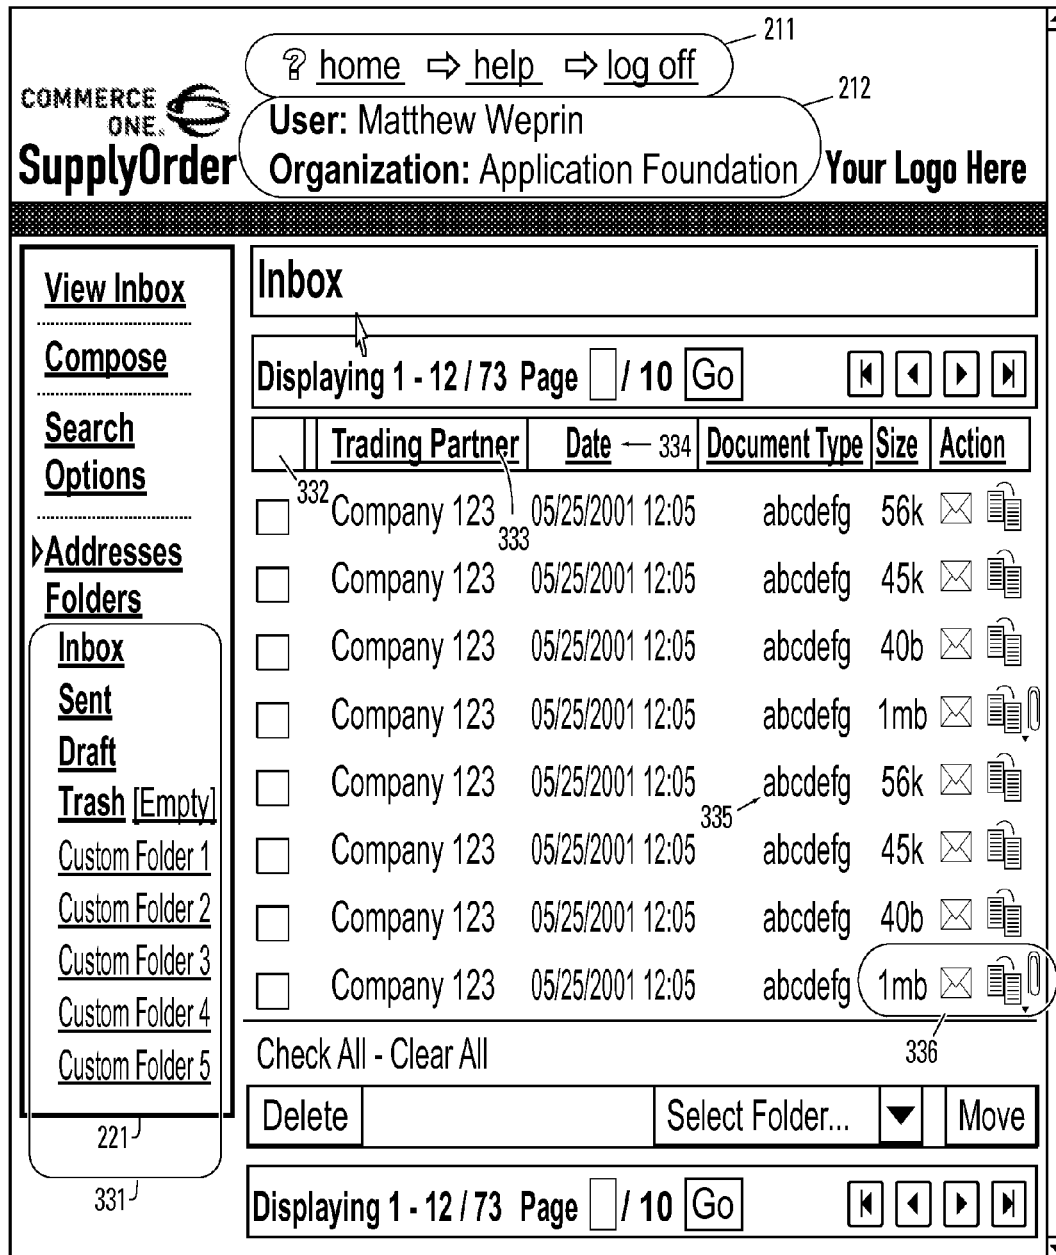 211
? home ⇨ help ⇨ log off
212
COMMERCE ONE.
SupplyOrder
User: Matthew Weprin
Organization: Application Foundation
Your Logo Here
View Inbox
Compose
Search
Options
Addresses
Folders
Inbox
Sent
Draft
Trash [Empty]
Custom Folder 1
Custom Folder 2
Custom Folder 3
Custom Folder 4
Custom Folder 5
221
331
Inbox
Displaying 1 - 12 / 73 Page / 10 Go
Trading Partner Date 334 Document Type Size Action
332
333
Company 123 05/25/2001 12:05 abcdefg 56k
Company 123 05/25/2001 12:05 abcdefg 45k
Company 123 05/25/2001 12:05 abcdefg 40b
Company 123 05/25/2001 12:05 abcdefg 1mb
Company 123 05/25/2001 12:05 abcdefg 56k
335
Company 123 05/25/2001 12:05 abcdefg 45k
Company 123 05/25/2001 12:05 abcdefg 40b
Company 123 05/25/2001 12:05 abcdefg 1mb
336
Check All - Clear All
Delete Select Folder... Move
Displaying 1 - 12 / 73 Page / 10 Go